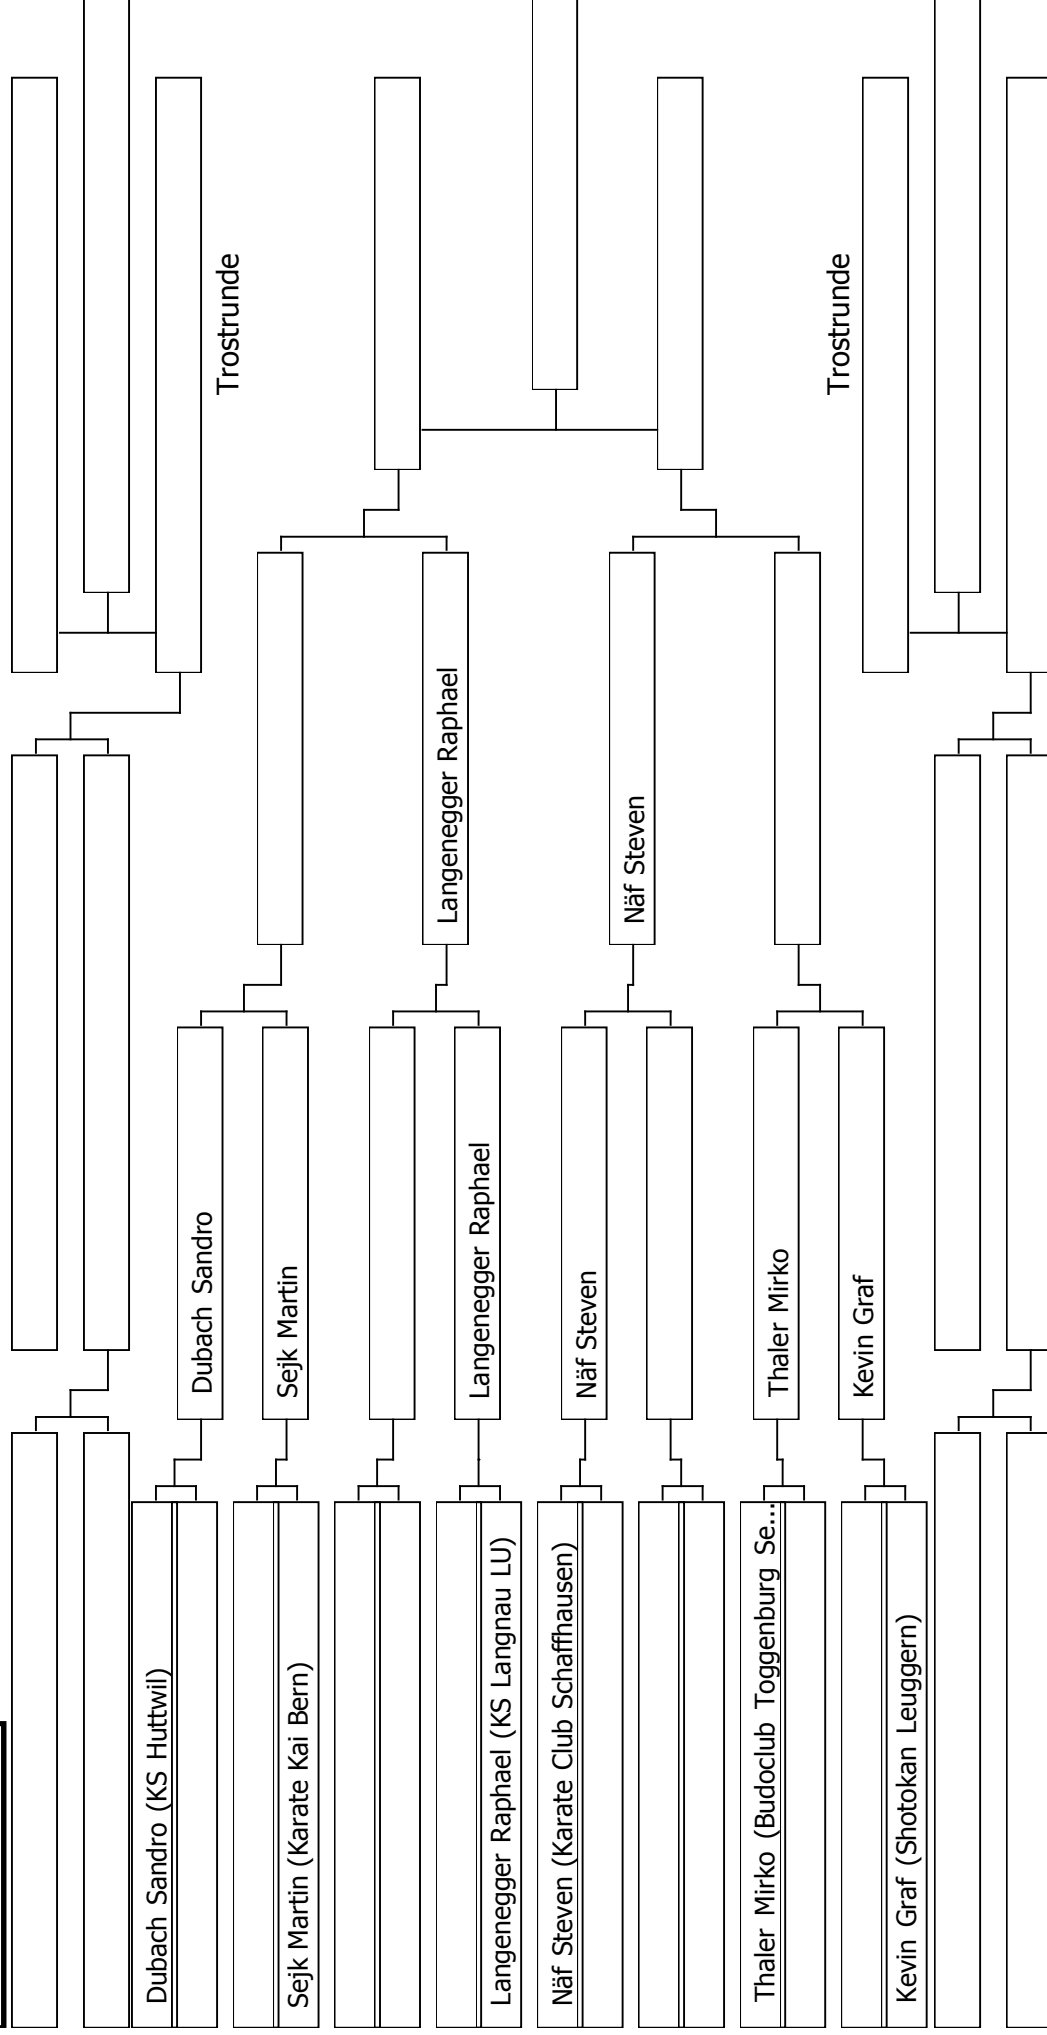 Dubach Sandro (KS Huttwil)
Sejk Martin (Karate Kai Bern)
Langenegger Raphael (KS Langnau LU)
Näf Steven (Karate Club Schaffhausen)
Thaler Mirko (Budoclub Toggenburg Se...
Kevin Graf (Shotokan Leuggern)
Dubach Sandro
Sejk Martin
Langenegger Raphael
Näf Steven
Thaler Mirko
Kevin Graf
Langenegger Raphael
Näf Steven
Trostrunde
Trostrunde